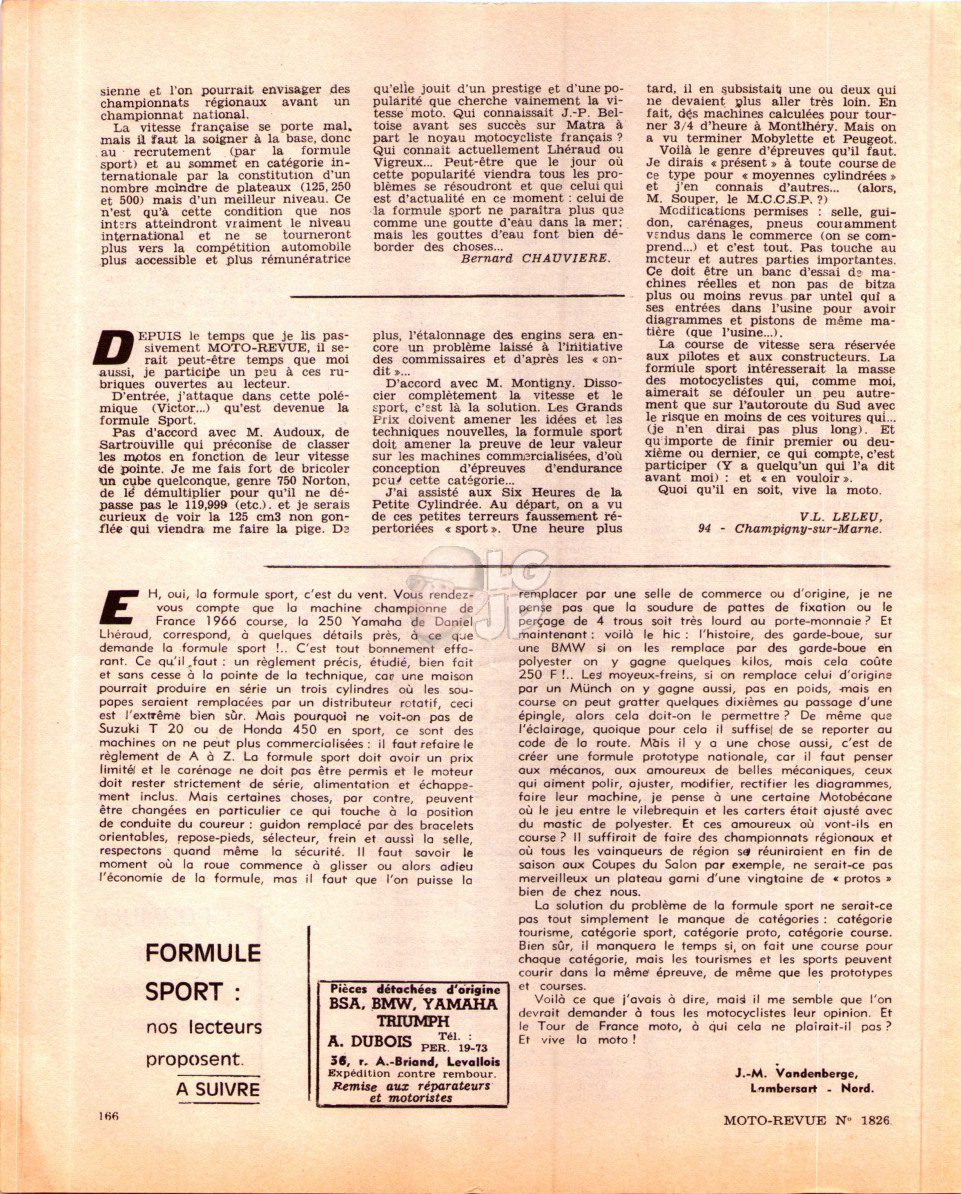 sienne et l'on pourrait envisager des
championnats régionaux avant un
championnat national.
La vitesse française se porte mal,
mais il faut la soigner à la base, donc
au recrutement (par la formule
sport) et au sommet en catégorie in-
ternationale par la constitution d'un
nombre moindre de plateaux (125, 250
et 500) mais d'un meilleur niveau. Ce
n'est qu'à cette condition que nos
inters atteindront vraiment le niveau
international et ne se tourneront
plus vers la compétition automobile
plus accessible et plus rémunératrice
qu'elle jouit d'un prestige et d'une po-
pularité que cherche vainement la vi-
tesse moto. Qui connaissait J.-P. Bel-
toise avant ses succès sur Matra à
part le noyau motocycliste français ?
Qui connait actuellement Lhéraud ou
Vigreux... Peut-être que le jour où
cette popularité viendra tous les pro-
blèmes se résoudront et que celui qui
est d'actualité en ce moment : celui de
la formule sport ne paraîtra plus que
comme une goutte d'eau dans la mer;
mais les gouttes d'eau font bien dé-
border des choses...
Bernard CHAUVIERE.
DEPUIS le temps que je lis pas-
sivement MOTO-REVUE, il se-
rait peut-être temps que moi
aussi, je participe un peu à ces ru-
briques ouvertes au lecteur.
D'entrée, j'attaque dans cette polé-
mique (Victor...) qu'est devenue la
formule Sport.
Pas d'accord avec M. Audoux, de
Sartrouville qui préconise de classer
les motos en fonction de leur vitesse
de pointe. Je me fais fort de bricoler
un cube quelconque, genre 750 Norton,
de le démultiplier pour qu'il ne dé-
passe pas le 119,999 (etc.). et je serais
curieux de voir la 125 cm3 non gon-
flée qui viendra me faire la pige. De
plus, l'étalonnage des engins sera en-
core un problème laissé à l'initiative
des commissaires et d'après les « on-
dit »...
D'accord avec M. Montigny. Disso-
cier complètement la vitesse et le
sport, c'est là la solution. Les Grands
Prix doivent amener les idées et les
techniques nouvelles, la formule sport
doit amener la preuve de leur valeur
sur les machines commercialisées, d'où
conception d'épreuves d'endurance
pour cette catégorie...
J'ai assisté aux Six Heures de la
Petite Cylindrée. Au départ, on a vu
de ces petites terreurs faussement ré-
pertoriées « sport ». Une heure plus
tard, il en subsistait une ou deux qui
ne devaient plus aller très loin. En
fait, des machines calculées pour tour-
ner 3/4 d'heure à Montlhéry. Mais on
a vu terminer Mobylette et Peugeot.
Voilà le genre d'épreuves qu'il faut.
Je dirais « présent » à toute course de
ce type pour « moyennes cylindrées »
et j'en connais d'autres... (alors,
M. Souper, le M.C.C.S.P. ?)
Modifications permises : selle, gui-
don, carénages, pneus couramment
vendus dans le commerce (on se com-
prend...) et c'est tout. Pas touche au
moteur et autres parties importantes.
Ce doit être un banc d'essai de ma-
chines réelles et non pas de bitza
plus ou moins revus par untel qui a
ses entrées dans l'usine pour avoir
diagrammes et pistons de même ma-
tière (que l'usine...).
La course de vitesse sera réservée
aux pilotes et aux constructeurs. La
formule sport intéresserait la masse
des motocyclistes qui, comme moi,
aimerait se défouler un peu autre-
ment que sur l'autoroute du Sud avec
le risque en moins de ces voitures qui...
(je n'en dirai pas plus long). Et
qu'importe de finir premier ou deu-
xième ou dernier, ce qui compte, c'est
participer (Y a quelqu'un qui l'a dit
avant moi) : et « en vouloir ».
Quoi qu'il en soit, vive la moto.
V.L. LELEU,
94 - Champigny-sur-Marne.
EH, oui, la formule sport, c'est du vent. Vous rendez-
vous compte que la machine championne de
France 1966 course, la 250 Yamaha de Daniel
Lhéraud, correspond, à quelques détails près, à ce que
demande la formule sport !.. C'est tout bonnement effa-
rant. Ce qu'il faut : un règlement précis, étudié, bien fait
et sans cesse à la pointe de la technique, car une maison
pourrait produire en série un trois cylindres où les sou-
papes seraient remplacées par un distributeur rotatif, ceci
est l'extrême bien sûr. Mais pourquoi ne voit-on pas de
Suzuki T 20 ou de Honda 450 en sport, ce sont des
machines on ne peut plus commercialisées : il faut refaire le
règlement de A à Z. La formule sport doit avoir un prix
limité et le carénage ne doit pas être permis et le moteur
doit rester strictement de série, alimentation et échappe-
ment inclus. Mais certaines choses, par contre, peuvent
être changées en particulier ce qui touche à la position
de conduite du coureur : guidon remplacé par des bracelets
orientables, repose-pieds, sélecteur, frein et aussi la selle,
respectons quand même la sécurité. Il faut savoir le
moment où la roue commence à glisser ou alors adieu
l'économie de la formule, mas il faut que l'on puisse la
remplacer par une selle de commerce ou d'origine, je ne
pense pas que la soudure de pattes de fixation ou le
perçage de 4 trous soit très lourd au porte-monnaie ? Et
maintenant : voilà le hic : l'histoire, des garde-boue, sur
une BMW si on les remplace par des garde-boue en
polyester on y gagne quelques kilos, mais cela coûte
250 F !.. Les moyeux-freins, si on remplace celui d'origine
par un Münch on y gagne aussi, pas en poids, mais en
course on peut gratter quelques dixièmes au passage d'une
épingle, alors cela doit-on le permettre ? De même que
l'éclairage, quoique pour cela il suffise de se reporter au
code de la route. Mais il y a une chose aussi, c'est de
créer une formule prototype nationale, car il faut penser
aux mécanos, aux amoureux de belles mécaniques, ceux
qui aiment polir, ajuster, modifier, rectifier les diagrammes,
faire leur machine, je pense à une certaine Motobécane
où le jeu entre le vilebrequin et les carters était ajusté avec
du mastic de polyester. Et ces amoureux où vont-ils en
course ? Il suffirait de faire des championnats régionaux et
où tous les vainqueurs de région se réuniraient en fin de
saison aux Coupes du Salon par exemple, ne serait-ce pas
merveilleux un plateau garni d'une vingtaine de « protos »
bien de chez nous.
La solution du problème de la formule sport ne serait-ce
pas tout simplement le manque de catégories : catégorie
tourisme, catégorie sport, catégorie proto, catégorie course.
Bien sûr, il manquera le temps si, on fait une course pour
chaque catégorie, mais les tourismes et les sports peuvent
courir dans la même épreuve, de même que les prototypes
et courses.
Voilà ce que j'avais à dire, mais il me semble que l'on
devrait demander à tous les motocyclistes leur opinion. Et
le Tour de France moto, à qui cela ne plairait-il pas ?
Et vive la moto !
J.-M. Vandenberge,
Lambersart - Nord.
FORMULE
SPORT :
nos lecteurs
proposent.
A SUIVRE
Pièces détachées d'origine
BSA, BMW, YAMAHA
TRIUMPH
A. DUBOIS Tél. :
PER. 19-73
36, r. A.-Briand, Levallois
Expédition contre rembour.
Remise aux réparateurs
et motoristes
166
MOTO-REVUE N° 1826
LG
JP